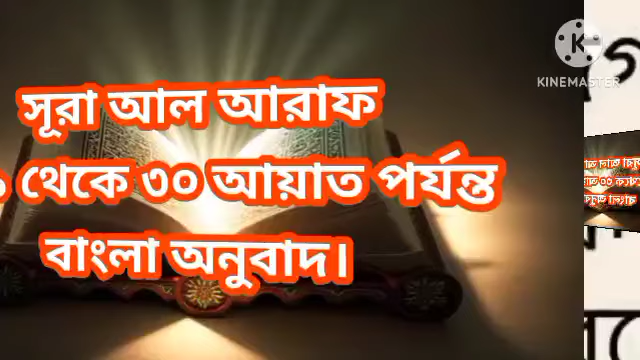 সূরা আল আরাফ
থেকে ৩০ আয়াত পর্যন্ত
বাংলা অনুবাদ।
KINEMASTER